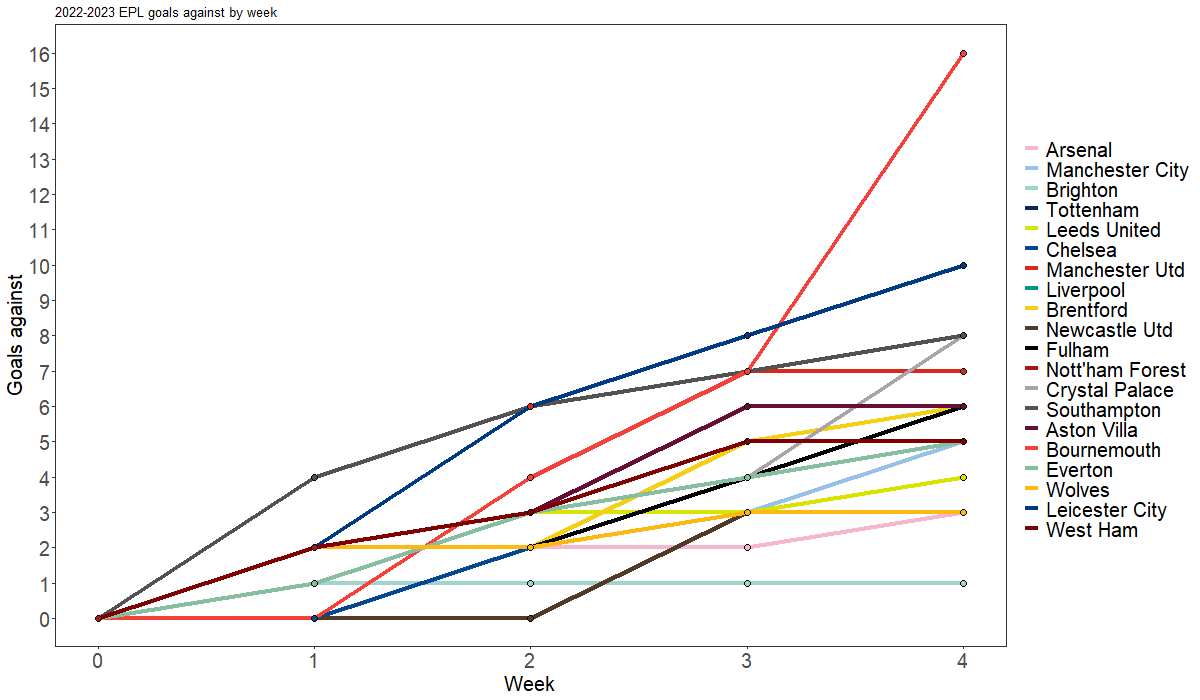 2022-2023 EPL goals against by week
Goals against
16
15
14
13
12
11
10
9
8
7
6
5
4
3
2
1
0
0 1 2 3 4
Week
Arsenal
Manchester City
Brighton
Tottenham
Leeds United
Chelsea
Manchester Utd
Liverpool
Brentford
Newcastle Utd
Fulham
Nott'ham Forest
Crystal Palace
Southampton
Aston Villa
Bournemouth
Everton
Wolves
Leicester City
West Ham